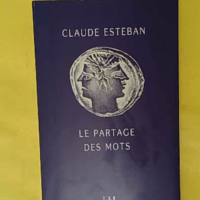 CLAUDE ESTEBAN
LE PARTAGE
DES MOTS